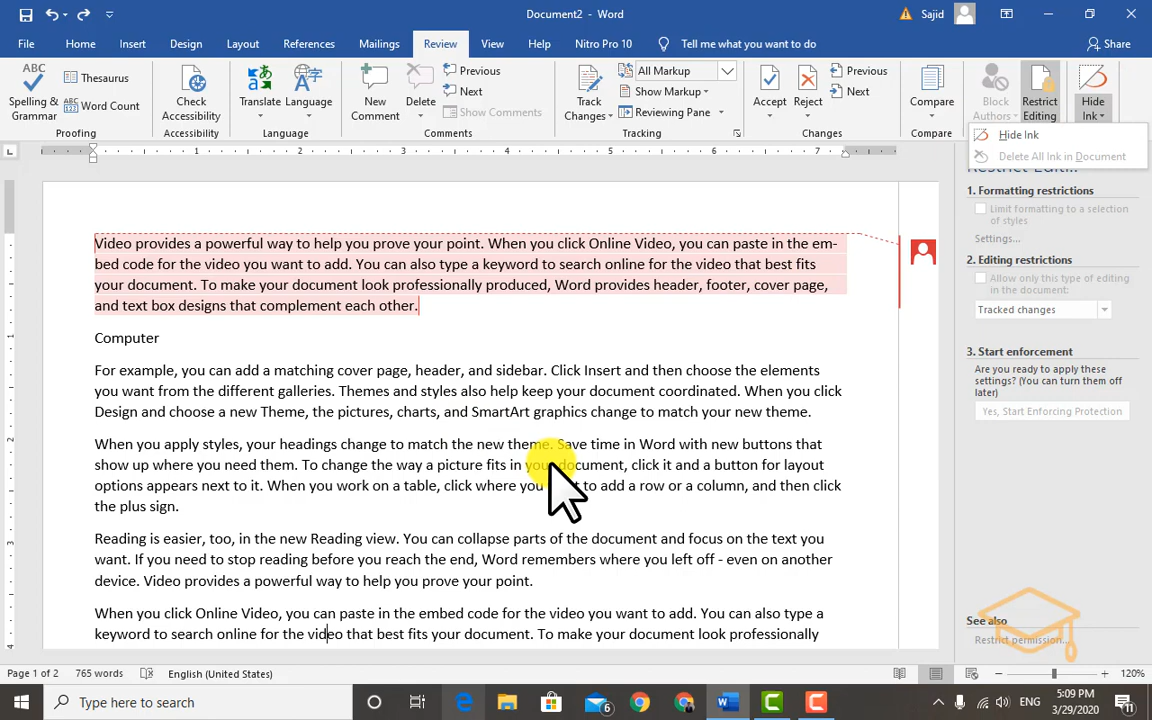 Document2 - Word
Sajid
File Home Insert Design Layout References Mailings Review View Help Nitro Pro 10 Tell me what you want to do Share
ABC
Spelling & Grammar
Thesaurus
ABC 123 Word Count
Proofing
Check Accessibility
Accessibility
Translate
Language
Language
New Comment
Delete
Previous
Next
Show Comments
Comments
Track Changes
All Markup
Show Markup
Reviewing Pane
Tracking
Accept
Reject
Previous
Next
Changes
Compare
Compare
Block Authors
Restrict Editing
Hide Ink
Hide Ink
Delete All Ink in Document
1 2 3 4 5 6 7
Video provides a powerful way to help you prove your point. When you click Online Video, you can paste in the em-
bed code for the video you want to add. You can also type a keyword to search online for the video that best fits
your document. To make your document look professionally produced, Word provides header, footer, cover page,
and text box designs that complement each other.
Computer
For example, you can add a matching cover page, header, and sidebar. Click Insert and then choose the elements
you want from the different galleries. Themes and styles also help keep your document coordinated. When you click
Design and choose a new Theme, the pictures, charts, and SmartArt graphics change to match your new theme.
When you apply styles, your headings change to match the new theme. Save time in Word with new buttons that
show up where you need them. To change the way a picture fits in your document, click it and a button for layout
options appears next to it. When you work on a table, click where you to add a row or a column, and then click
the plus sign.
Reading is easier, too, in the new Reading view. You can collapse parts of the document and focus on the text you
want. If you need to stop reading before you reach the end, Word remembers where you left off - even on another
device. Video provides a powerful way to help you prove your point.
When you click Online Video, you can paste in the embed code for the video you want to add. You can also type a
keyword to search online for the video that best fits your document. To make your document look professionally
1
2
3
4
Restrict Editi...
1. Formatting restrictions
Limit formatting to a selection
of styles
Settings...
2. Editing restrictions
Allow only this type of editing
in the document:
Tracked changes
3. Start enforcement
Are you ready to apply these
settings? (You can turn them off
later)
Yes, Start Enforcing Protection
See also
Restrict permission...
Page 1 of 2 765 words English (United States) 120%
Type here to search
6
ENG
5:09 PM
3/29/2020
11